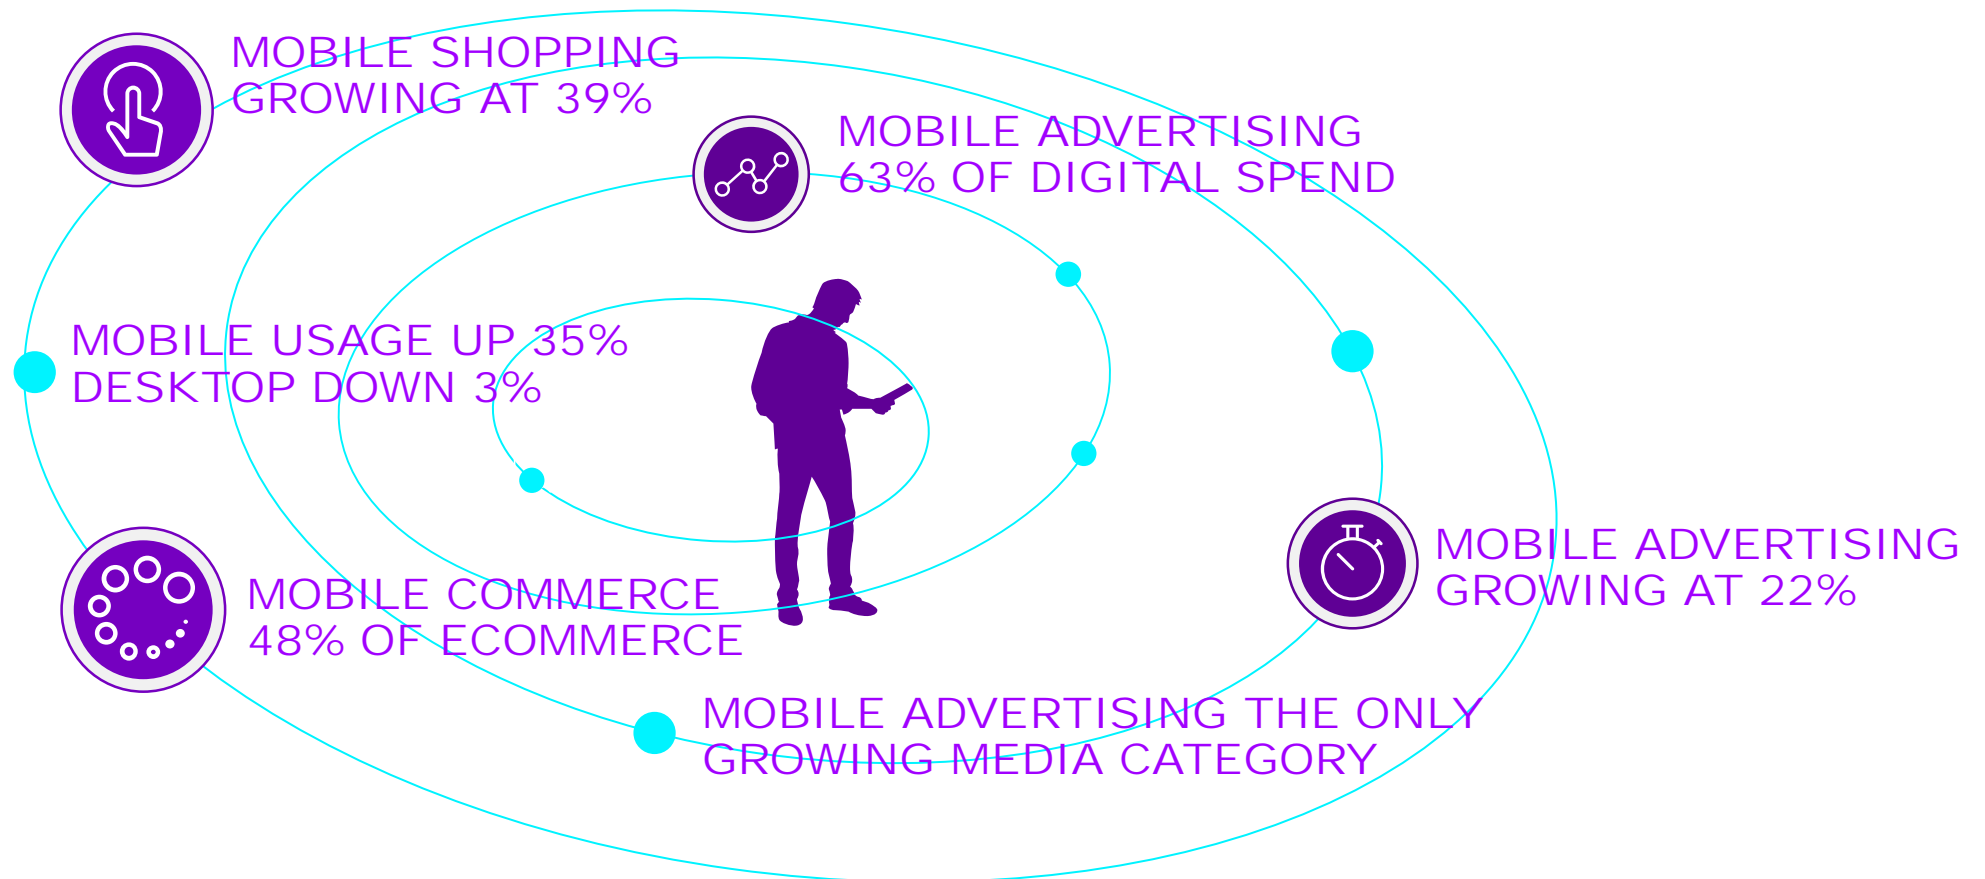 MOBILE SHOPPING
GROWING AT 39%
MOBILE ADVERTISING
63% OF DIGITAL SPEND
MOBILE USAGE UP 35%
DESKTOP DOWN 3%
MOBILE ADVERTISING
GROWING AT 22%
MOBILE COMMERCE
48% OF ECOMMERCE
MOBILE ADVERTISING THE ONLY
GROWING MEDIA CATEGORY